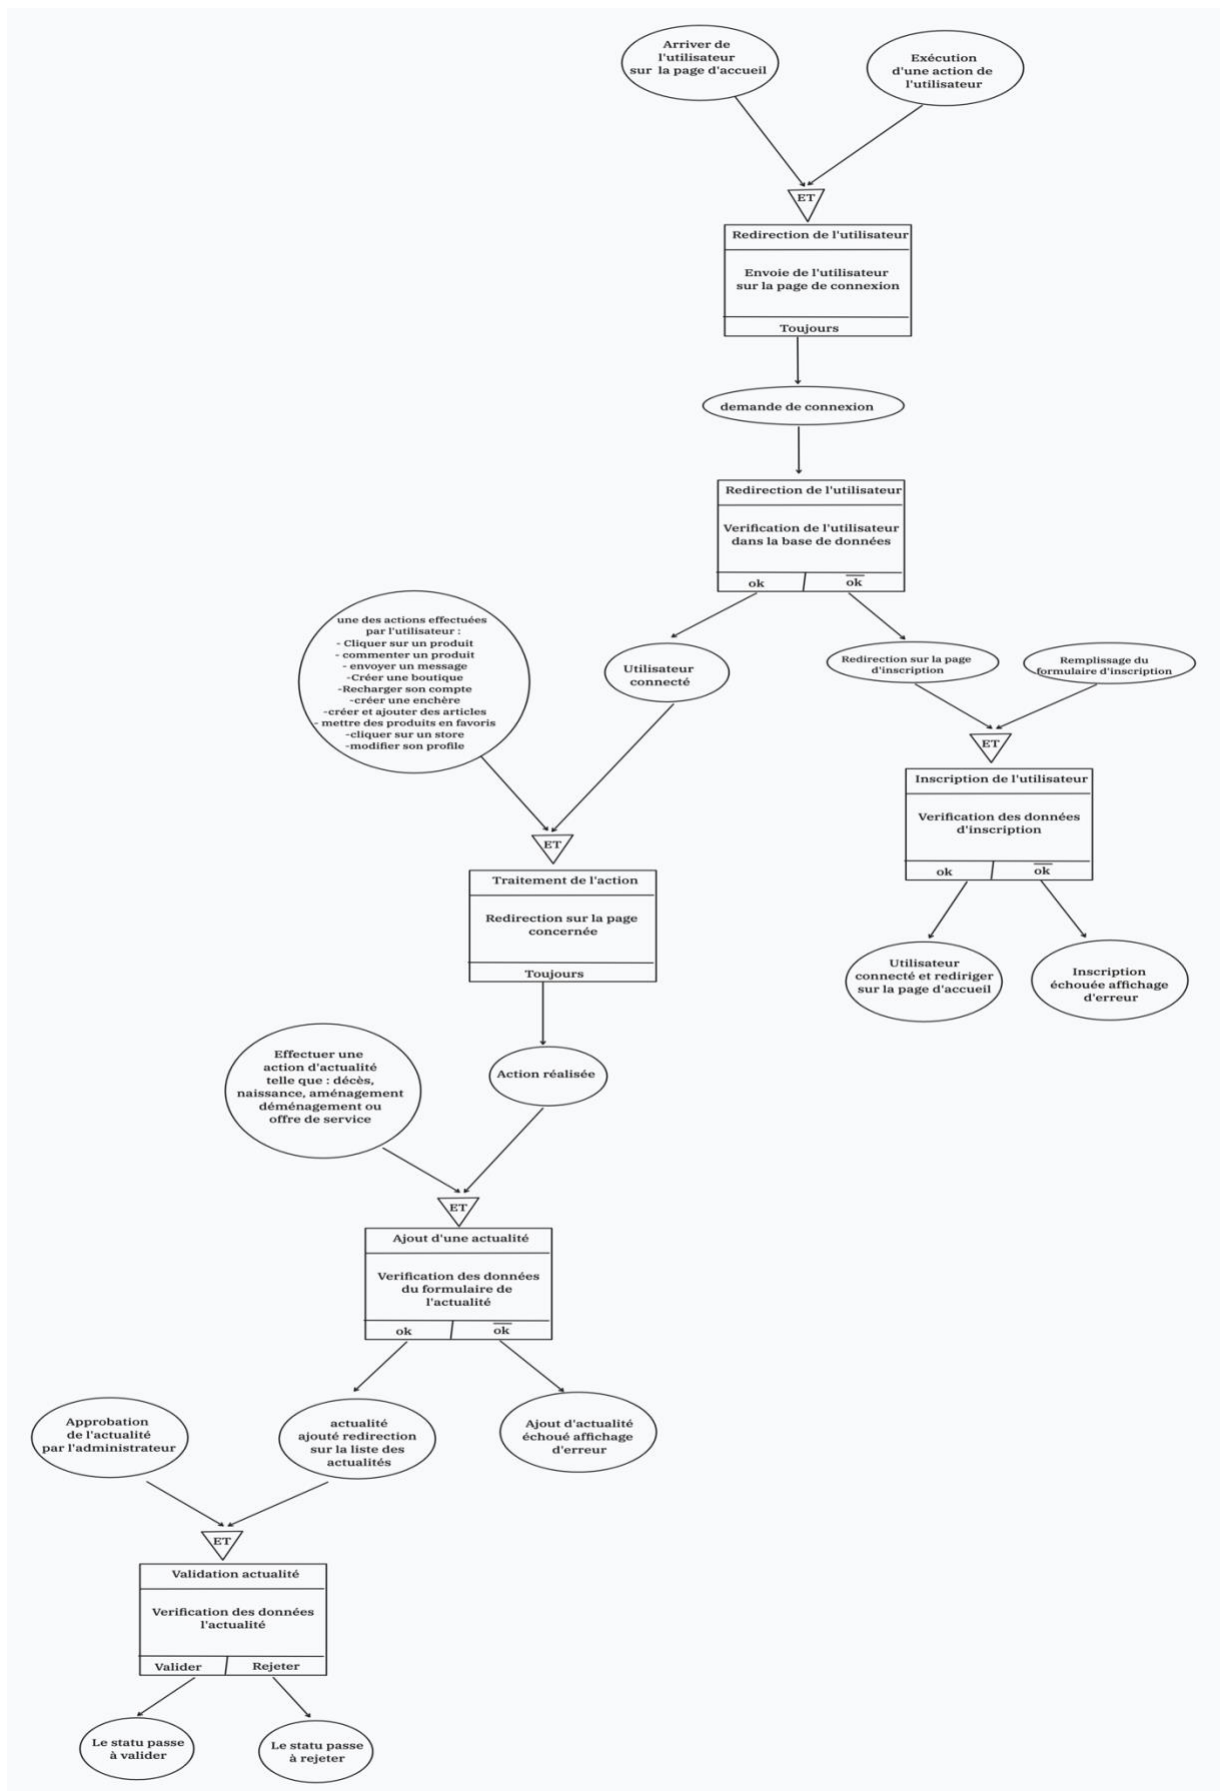 Arriver de
l'utilisateur
sur la page d'accueil
Exécution
d'une action de
l'utilisateur
ET
Redirection de l'utilisateur
Envoie de l'utilisateur
sur la page de connexion
Toujours
demande de connexion
Redirection de l'utilisateur
Verification de l'utilisateur
dans la base de données
ok
ok
une des actions effectuées
par l'utilisateur :
- Cliquer sur un produit
- commenter un produit
- envoyer un message
-Créer une boutique
-Recharger son compte
-créer une enchère
-créer et ajouter des articles
- mettre des produits en favoris
-cliquer sur un store
-modifier son profile
Utilisateur
connecté
Redirection sur la page
d'inscription
Remplissage du
formulaire d'inscription
ET
Inscription de l'utilisateur
Verification des données
d'inscription
ok
ok
ET
Traitement de l'action
Redirection sur la page
concernée
Toujours
Utilisateur
connecté et rediriger
sur la page d'accueil
Inscription
échouée affichage
d'erreur
Effectuer une
action d'actualité
telle que : décès,
naissance, aménagement
déménagement ou
offre de service
Action réalisée
ET
Ajout d'une actualité
Verification des données
du formulaire de
l'actualité
ok
ok
Approbation
de l'actualité
par l'administrateur
actualité
ajouté redirection
sur la liste des
actualités
Ajout d'actualité
échoué affichage
d'erreur
ET
Validation actualité
Verification des données
l'actualité
Valider
Rejeter
Le statu passe
à valider
Le statu passe
à rejeter